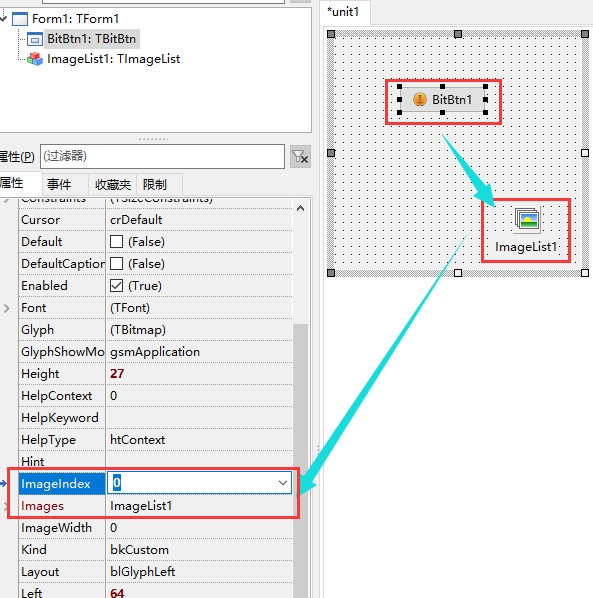 Form1: TForm1
BitBtn1: TBitBtn
ImageList1: TImageList
属性(P) (过滤器)
属性 事件 收藏夹 限制
Constraints (TSizeConstraints)
Cursor crDefault
Default (False)
DefaultCaption (False)
Enabled (True)
Font (TFont)
Glyph (TBitmap)
GlyphShowMo gsmApplication
Height 27
HelpContext 0
HelpKeyword
HelpType htContext
Hint
ImageIndex 0
Images ImageList1
ImageWidth 0
Kind bkCustom
Layout blGlyphLeft
Left 64
*unit1
BitBtn1
ImageList1